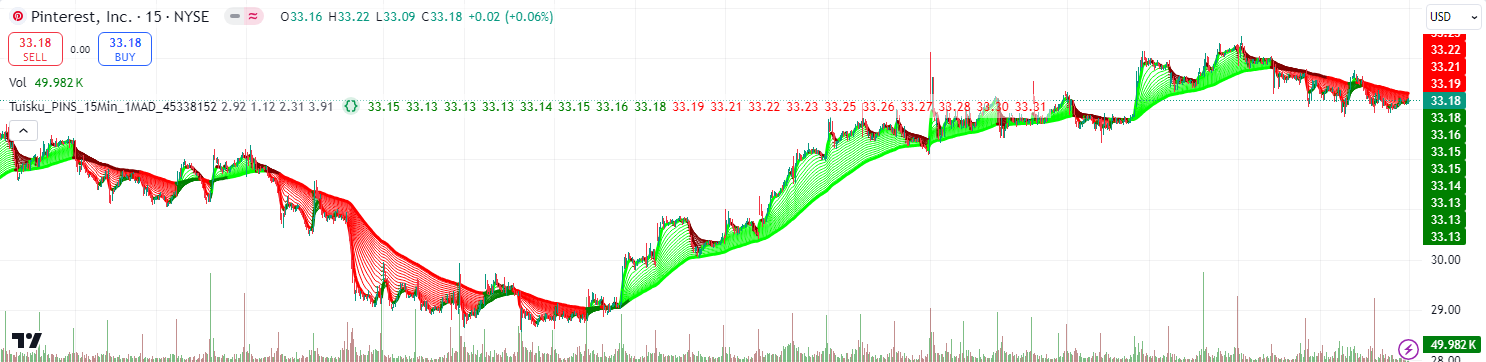 Pinterest, Inc. · 15 · NYSE O33.16 H33.22 L33.09 C33.18 +0.02 (+0.06%)
USD
33.18 SELL 0.00 33.18 BUY
Vol 49.982 K
Tuisku_PINS_15Min_1MAD_45338152 2.92 1.12 2.31 3.91 {} 33.15 33.13 33.13 33.13 33.14 33.15 33.16 33.18 33.19 33.21 33.22 33.23 33.25 33.26 33.27 33.28 33.30 33.31
33.22
33.21
33.19
33.18
33.18
33.16
33.15
33.15
33.14
33.13
33.13
33.13
30.00
29.00
49.982 K
28.00